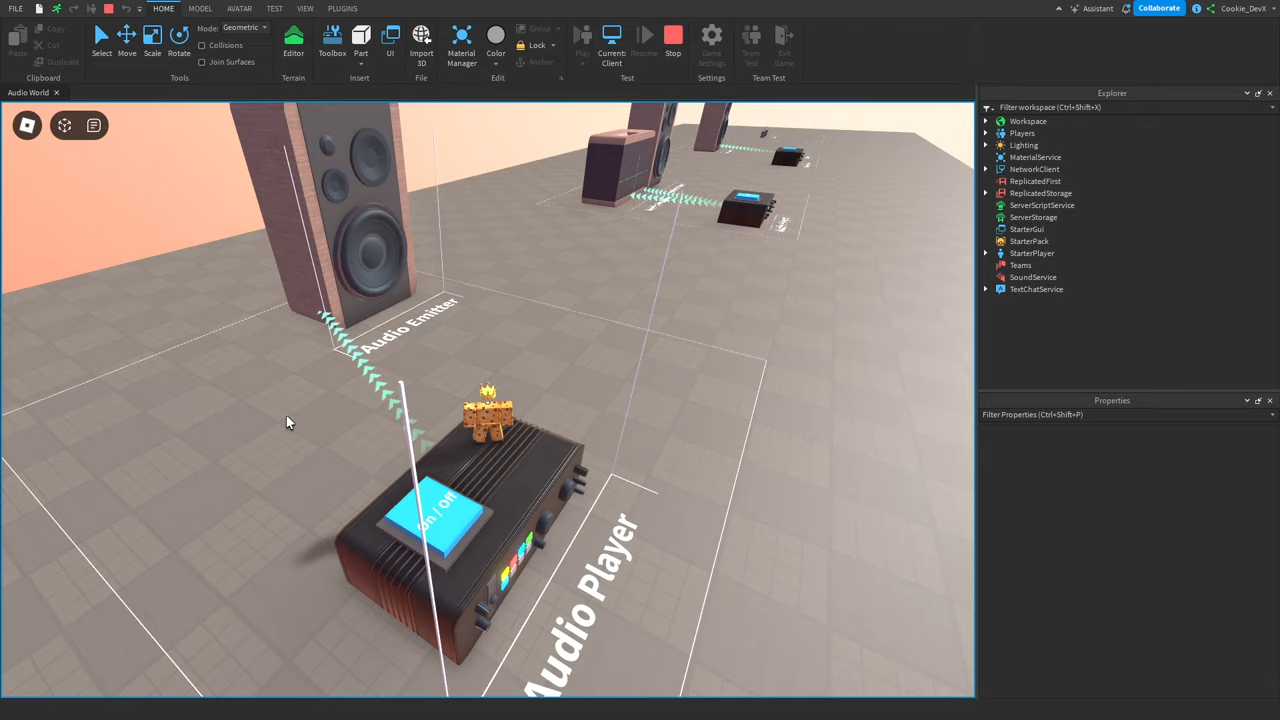 FILE HOME MODEL AVATAR TEST VIEW PLUGINS Assistant Collaborate Cookie_DevX
Paste Copy Cut Duplicate Clipboard
Select Move Scale Rotate Mode: Geometric Collisions Join Surfaces Tools
Editor Terrain
Toolbox Part UI Insert
Import 3D File
Material Manager Color Group Lock Anchor Edit
Play Current: Client Resume Stop Test
Game Settings Settings
Team Test Exit Game Team Test
Audio World
Audio Emitter
On / Off
Audio Player
Explorer
Filter workspace (Ctrl+Shift+X)
Workspace
Players
Lighting
MaterialService
NetworkClient
ReplicatedFirst
ReplicatedStorage
ServerScriptService
ServerStorage
StarterGui
StarterPack
StarterPlayer
Teams
SoundService
TextChatService
Properties
Filter Properties (Ctrl+Shift+P)